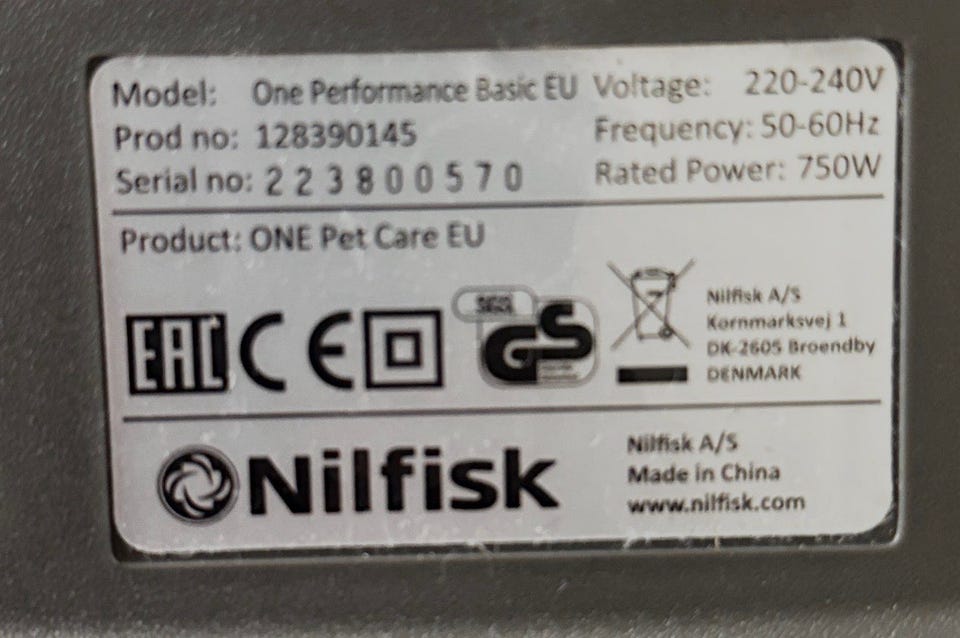 Model: One Performance Basic EU Voltage: 220-240V
Prod no: 128390145 Frequency: 50-60Hz
Serial no: 223800570 Rated Power: 750W
Product: ONE Pet Care EU
EAC CE SGS GS
Nilfisk A/S
Kornmarksvej 1
DK-2605 Broendby
DENMARK
Nilfisk
Nilfisk A/S
Made in China
www.nilfisk.com